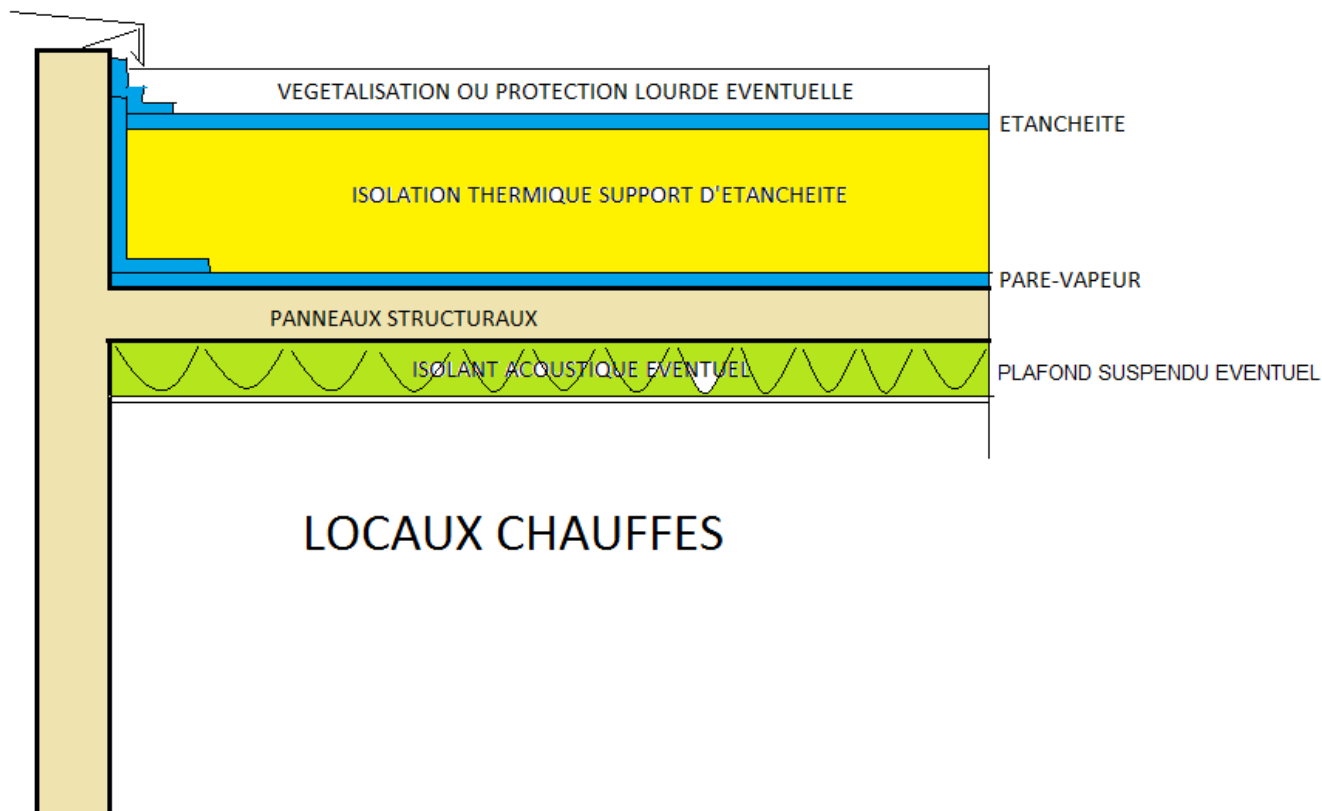 VEGETALISATION OU PROTECTION LOURDE EVENTUELLE
ETANCHEITE
ISOLATION THERMIQUE SUPPORT D'ETANCHEITE
PARE-VAPEUR
PANNEAUX STRUCTURAUX
ISOLANT ACOUSTIQUE EVENTUEL
PLAFOND SUSPENDU EVENTUEL
LOCAUX CHAUFFES